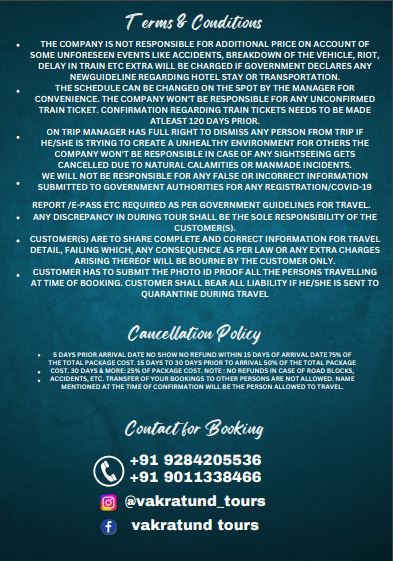 Terms & Conditions
• THE COMPANY IS NOT RESPONSIBLE FOR ADDITIONAL PRICE ON ACCOUNT OF
SOME UNFORESEEN EVENTS LIKE ACCIDENTS, BREAKDOWN OF THE VEHICLE, RIOT,
DELAY IN TRAIN ETC EXTRA WILL BE CHARGED IF GOVERNMENT DECLARES ANY
NEWGUIDELINE REGARDING HOTEL STAY OR TRANSPORTATION.
• THE SCHEDULE CAN BE CHANGED ON THE SPOT BY THE MANAGER FOR
CONVENIENCE. THE COMPANY WON'T BE RESPONSIBLE FOR ANY UNCONFIRMED
TRAIN TICKET. CONFIRMATION REGARDING TRAIN TICKETS NEEDS TO BE MADE
ATLEAST 120 DAYS PRIOR.
• ON TRIP MANAGER HAS FULL RIGHT TO DISMISS ANY PERSON FROM TRIP IF
HE/SHE IS TRYING TO CREATE A UNHEALTHY ENVIRONMENT FOR OTHERS THE
COMPANY WON'T BE RESPONSIBLE IN CASE OF ANY SIGHTSEEING GETS
CANCELLED DUE TO NATURAL CALAMITIES OR MANMADE INCIDENTS.
• WE WILL NOT BE RESPONSIBLE FOR ANY FALSE OR INCORRECT INFORMATION
SUBMITTED TO GOVERNMENT AUTHORITIES FOR ANY REGISTRATION/COVID-19
REPORT /E-PASS ETC REQUIRED AS PER GOVERNMENT GUIDELINES FOR TRAVEL.
• ANY DISCREPANCY IN DURING TOUR SHALL BE THE SOLE RESPONSIBILITY OF THE
CUSTOMER(S).
• CUSTOMER(S) ARE TO SHARE COMPLETE AND CORRECT INFORMATION FOR TRAVEL
DETAIL, FAILING WHICH, ANY CONSEQUENCE AS PER LAW OR ANY EXTRA CHARGES
ARISING THEREOF WILL BE BOURNE BY THE CUSTOMER ONLY.
• CUSTOMER HAS TO SUBMIT THE PHOTO ID PROOF ALL THE PERSONS TRAVELLING
AT TIME OF BOOKING. CUSTOMER SHALL BEAR ALL LIABILITY IF HE/SHE IS SENT TO
QUARANTINE DURING TRAVEL
Cancellation Policy
• 5 DAYS PRIOR ARRIVAL DATE NO SHOW NO REFUND WITHIN 15 DAYS OF ARRIVAL DATE 75% OF
THE TOTAL PACKAGE COST. 15 DAYS TO 30 DAYS PRIOR TO ARRIVAL 50% OF THE TOTAL PACKAGE
• COST. 30 DAYS & MORE: 25% OF PACKAGE COST. NOTE : NO REFUNDS IN CASE OF ROAD BLOCKS,
• ACCIDENTS, ETC. TRANSFER OF YOUR BOOKINGS TO OTHER PERSONS ARE NOT ALLOWED. NAME
MENTIONED AT THE TIME OF CONFIRMATION WILL BE THE PERSON ALLOWED TO TRAVEL.
Contact for Booking
+91 9284205536
+91 9011338466
@vakratund_tours
vakratund tours